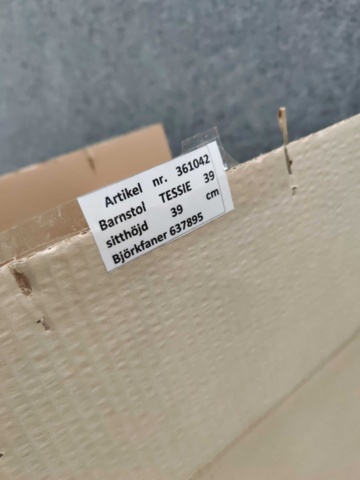 Artikel nr. 361042
Barnstol TESSIE 39
sitthöjd 39 cm
Björkfaner 637895